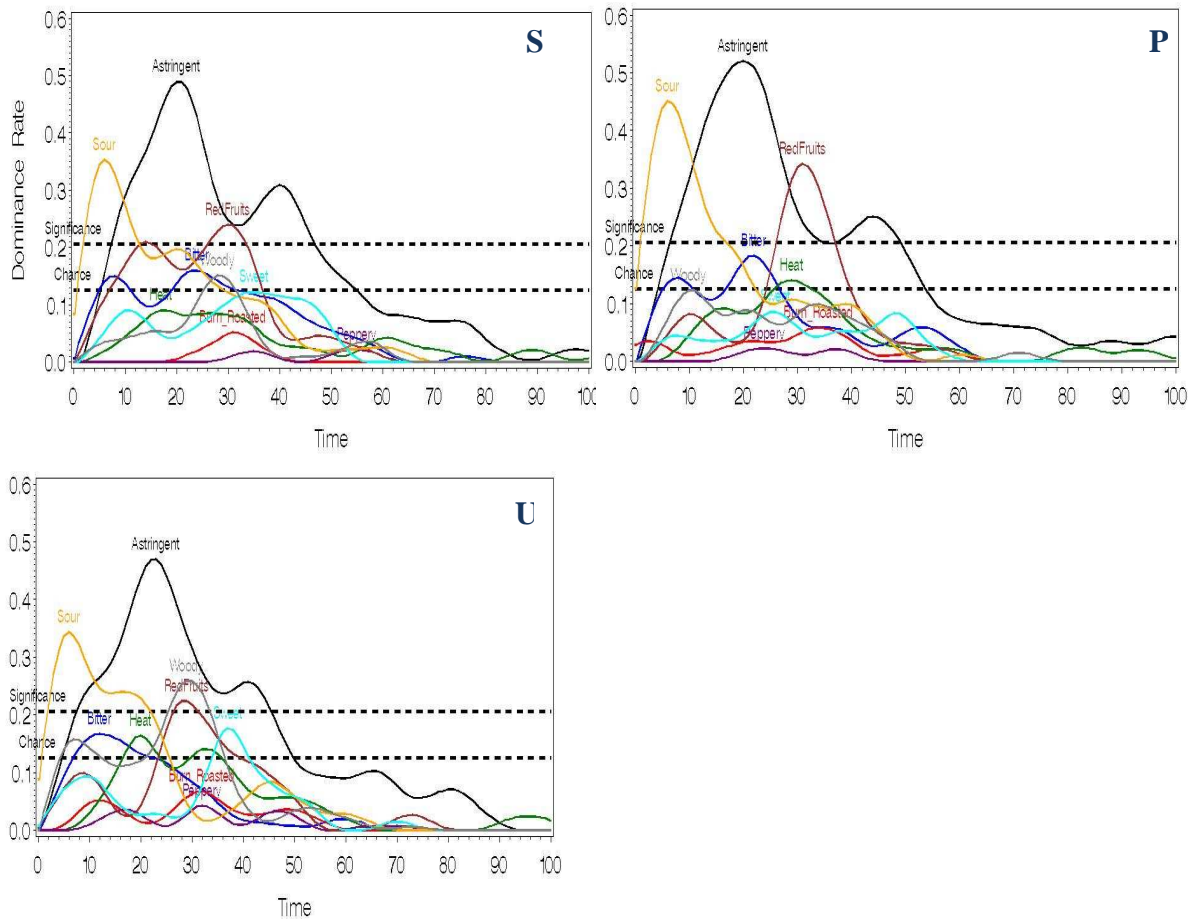 S
0.6
0.5
0.4
0.3
0.2
0.1
0.0
Dominance Rate
Astringent
Sour
RedFruits
Significance
Bitter
Woody
Chance
Sweet
Heat
Burn_Roasted
Peppery
0 10 20 30 40 50 60 70 80 90 100
Time
P
0.6
0.5
0.4
0.3
0.2
0.1
0.0
Astringent
Sour
RedFruits
Significance
Bitter
Heat
Chance
Woody
Sweet
Burn_Roasted
Peppery
0 10 20 30 40 50 60 70 80 90 100
Time
U
0.6
0.5
0.4
0.3
0.2
0.1
0.0
Astringent
Sour
Woody
RedFruits
Significance
Bitter
Heat
Sweet
Chance
Burn_Roasted
Peppery
0 10 20 30 40 50 60 70 80 90 100
Time